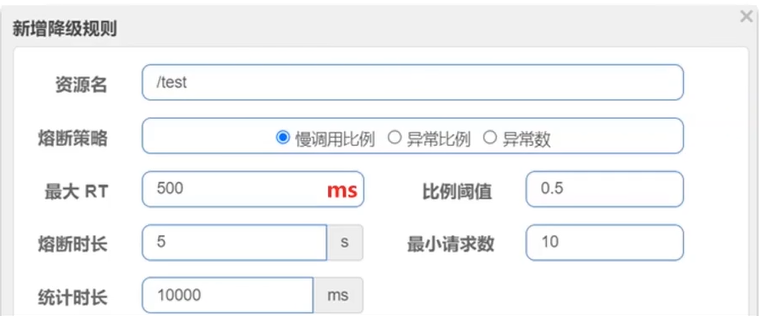 新增降级规则 ×
资源名 /test
熔断策略 慢调用比例 异常比例 异常数
最大 RT 500 ms 比例阈值 0.5
熔断时长 5 s 最小请求数 10
统计时长 10000 ms